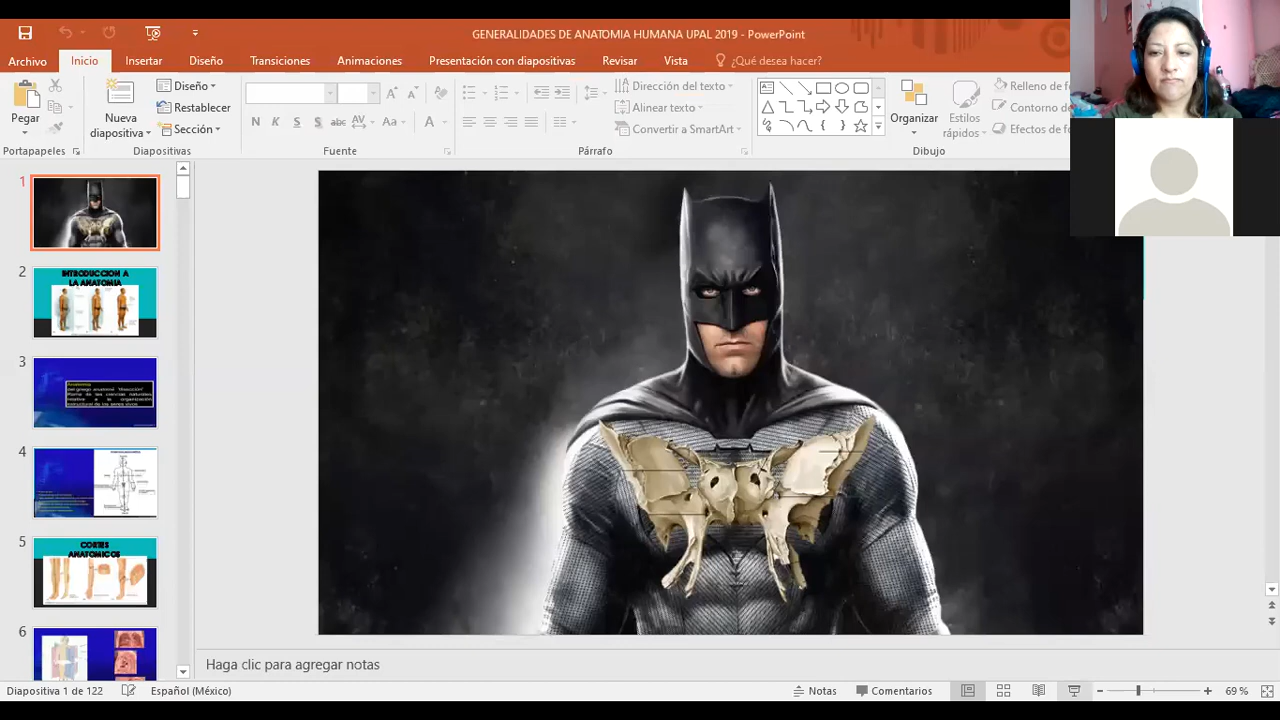 GENERALIDADES DE ANATOMIA HUMANA UPAL 2019 - PowerPoint
Archivo Inicio Insertar Diseño Transiciones Animaciones Presentación con diapositivas Revisar Vista ¿Qué desea hacer?
Pegar
Nueva diapositiva
Diseño
Restablecer
Sección
N K S S abc AV Aa A
Dirección del texto
Alinear texto
Convertir a SmartArt
Organizar
Estilos rápidos
Relleno de
Contorno de
Efectos de
Portapapeles Diapositivas Fuente Párrafo Dibujo
1
2
INTRODUCCION A
LA ANATOMIA
3
4
5
CORTES
ANATOMICOS
6
Haga clic para agregar notas
Diapositiva 1 de 122 Español (México) Notas Comentarios 69 %